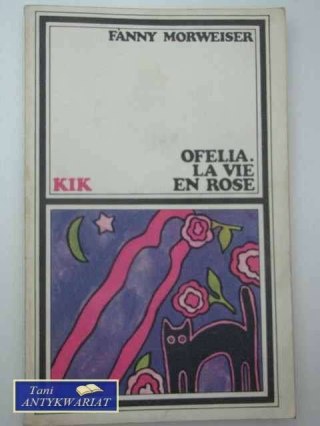 FANNY MORWEISER
OFELIA.
LA VIE
EN ROSE
KIK
Tani
ANTYKWARIAT